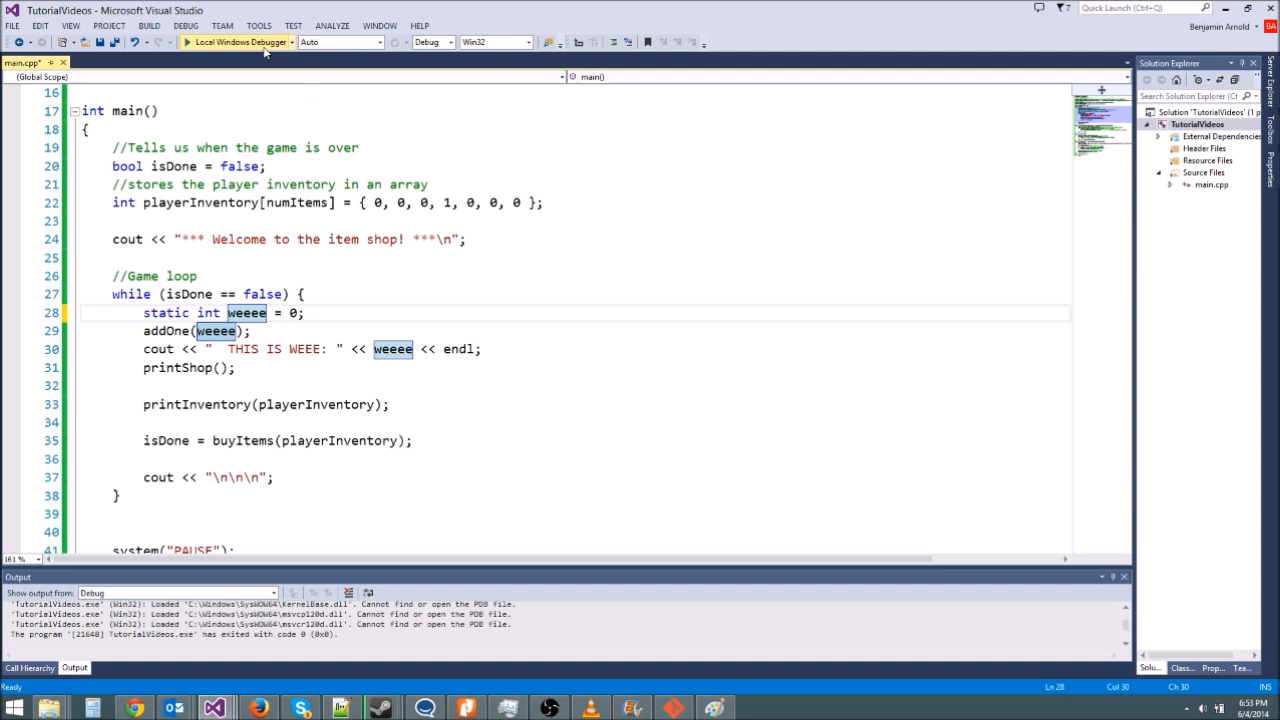 TutorialVideos - Microsoft Visual Studio
7
Quick Launch (Ctrl+Q)
FILE EDIT VIEW PROJECT BUILD DEBUG TEAM TOOLS TEST ANALYZE WINDOW HELP
Benjamin Arnold BA
Local Windows Debugger Auto Debug Win32
main.cpp*
(Global Scope) main()
16
17 int main()
18 {
19 //Tells us when the game is over
20 bool isDone = false;
21 //stores the player inventory in an array
22 int playerInventory[numItems] = { 0, 0, 0, 1, 0, 0, 0 };
23
24 cout << "*** Welcome to the item shop! ***\n";
25
26 //Game loop
27 while (isDone == false) {
28 static int weeee = 0;
29 addOne(weeee);
30 cout << "  THIS IS WEEE: " << weeee << endl;
31 printShop();
32
33 printInventory(playerInventory);
34
35 isDone = buyItems(playerInventory);
36
37 cout << "\n\n\n";
38 }
39
40
41 system("PAUSE");
161 %
Output
Show output from: Debug
'TutorialVideos.exe' (Win32): Loaded 'C:\Windows\SysWOW64\KernelBase.dll'. Cannot find or open the PDB file.
'TutorialVideos.exe' (Win32): Loaded 'C:\Windows\SysWOW64\msvcp120d.dll'. Cannot find or open the PDB file.
'TutorialVideos.exe' (Win32): Loaded 'C:\Windows\SysWOW64\msvcr120d.dll'. Cannot find or open the PDB file.
The program '[21648] TutorialVideos.exe' has exited with code 0 (0x0).
Call Hierarchy Output
Solution Explorer
Search Solution Explorer (Ct
Solution 'TutorialVideos' (1 p
TutorialVideos
External Dependencies
Header Files
Resource Files
Source Files
main.cpp
Solu... Class... Prop... Tea...
Server Explorer
Toolbox
Properties
Ready Ln 28 Col 30 Ch 30 INS
6:53 PM
6/4/2014